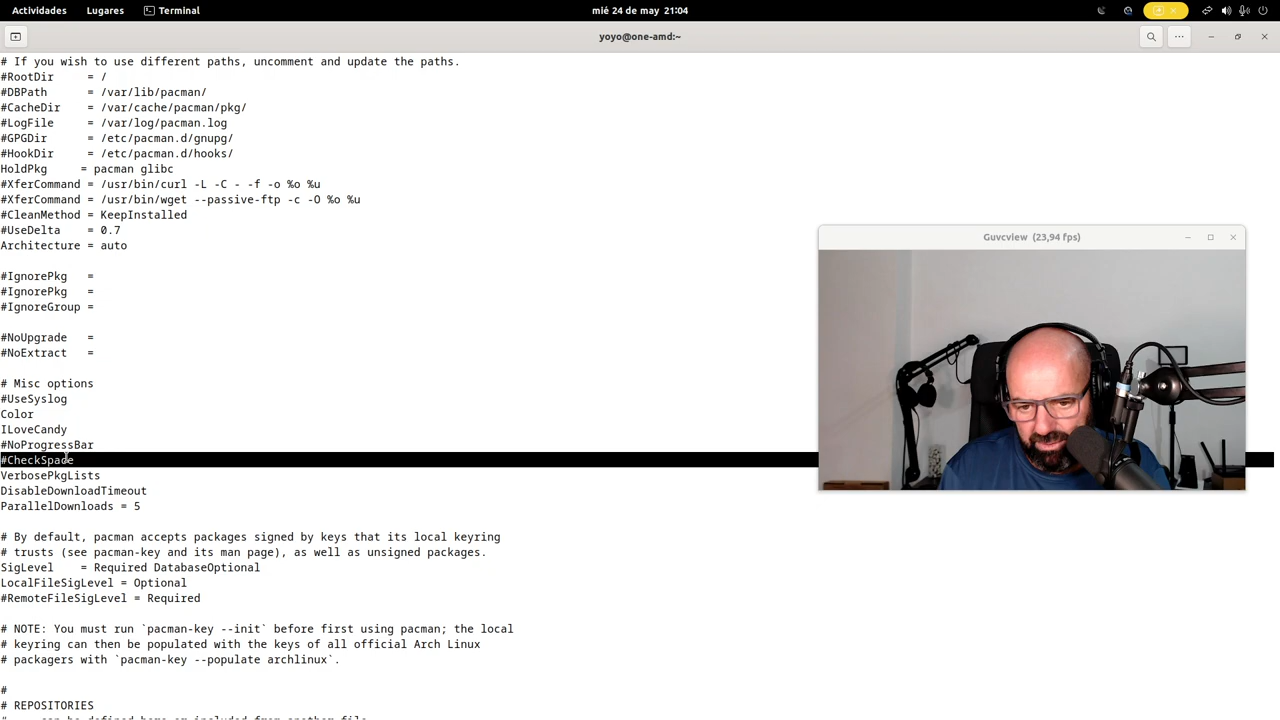 Actividades Lugares Terminal mié 24 de may 21:04
yoyo@one-amd:~
# If you wish to use different paths, uncomment and update the paths.
#RootDir     = /
#DBPath      = /var/lib/pacman/
#CacheDir    = /var/cache/pacman/pkg/
#LogFile     = /var/log/pacman.log
#GPGDir      = /etc/pacman.d/gnupg/
#HookDir     = /etc/pacman.d/hooks/
HoldPkg     = pacman glibc
#XferCommand = /usr/bin/curl -L -C - -f -o %o %u
#XferCommand = /usr/bin/wget --passive-ftp -c -O %o %u
#CleanMethod = KeepInstalled
#UseDelta    = 0.7
Architecture = auto
#IgnorePkg   =
#IgnorePkg   =
#IgnoreGroup =
#NoUpgrade   =
#NoExtract   =
# Misc options
#UseSyslog
Color
ILoveCandy
#NoProgressBar
#CheckSpace
VerbosePkgLists
DisableDownloadTimeout
ParallelDownloads = 5
# By default, pacman accepts packages signed by keys that its local keyring
# trusts (see pacman-key and its man page), as well as unsigned packages.
SigLevel    = Required DatabaseOptional
LocalFileSigLevel = Optional
#RemoteFileSigLevel = Required
# NOTE: You must run `pacman-key --init` before first using pacman; the local
# keyring can then be populated with the keys of all official Arch Linux
# packagers with `pacman-key --populate archlinux`.
#
# REPOSITORIES
Guvcview (23,94 fps)